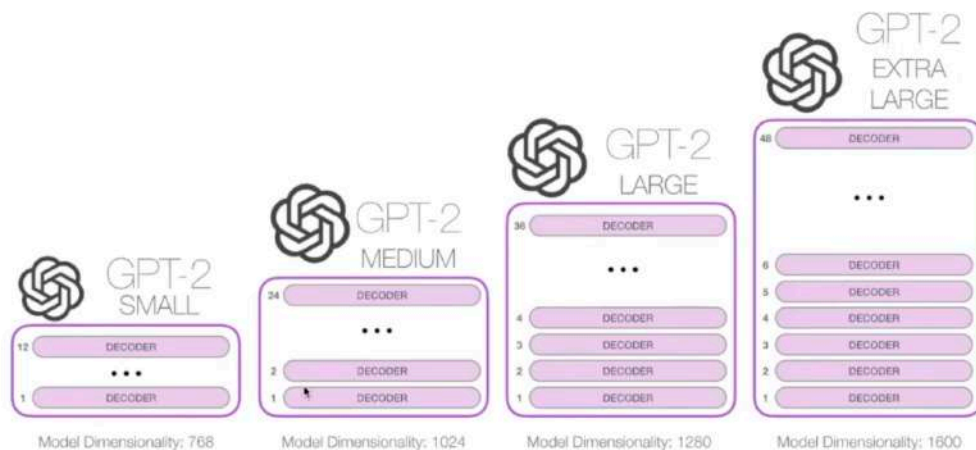 GPT-2
SMALL
12 DECODER
1 DECODER
Model Dimensionality: 768
GPT-2
MEDIUM
24 DECODER
2 DECODER
1 DECODER
Model Dimensionality: 1024
GPT-2
LARGE
36 DECODER
4 DECODER
3 DECODER
2 DECODER
1 DECODER
Model Dimensionality: 1280
GPT-2
EXTRA
LARGE
48 DECODER
6 DECODER
5 DECODER
4 DECODER
3 DECODER
2 DECODER
1 DECODER
Model Dimensionality: 1600